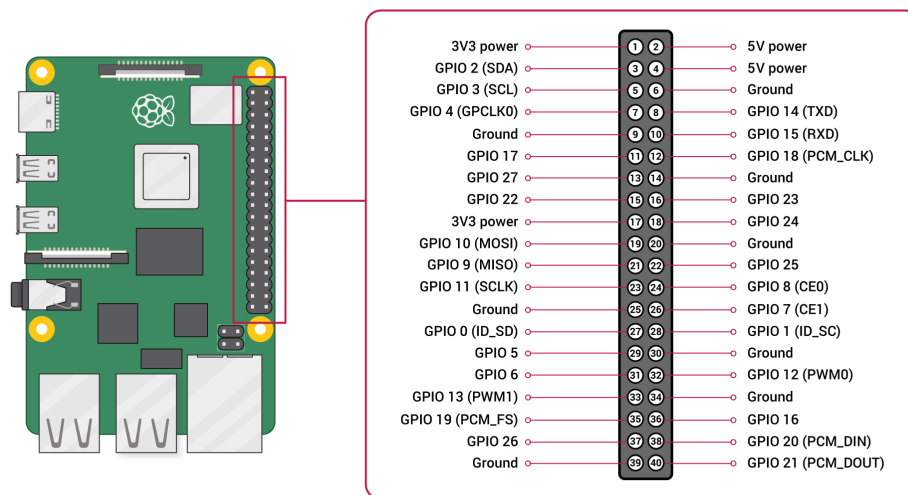 3V3 power 1 2 5V power
GPIO 2 (SDA) 3 4 5V power
GPIO 3 (SCL) 5 6 Ground
GPIO 4 (GPCLK0) 7 8 GPIO 14 (TXD)
Ground 9 10 GPIO 15 (RXD)
GPIO 17 11 12 GPIO 18 (PCM_CLK)
GPIO 27 13 14 Ground
GPIO 22 15 16 GPIO 23
3V3 power 17 18 GPIO 24
GPIO 10 (MOSI) 19 20 Ground
GPIO 9 (MISO) 21 22 GPIO 25
GPIO 11 (SCLK) 23 24 GPIO 8 (CE0)
Ground 25 26 GPIO 7 (CE1)
GPIO 0 (ID_SD) 27 28 GPIO 1 (ID_SC)
GPIO 5 29 30 Ground
GPIO 6 31 32 GPIO 12 (PWM0)
GPIO 13 (PWM1) 33 34 Ground
GPIO 19 (PCM_FS) 35 36 GPIO 16
GPIO 26 37 38 GPIO 20 (PCM_DIN)
Ground 39 40 GPIO 21 (PCM_DOUT)